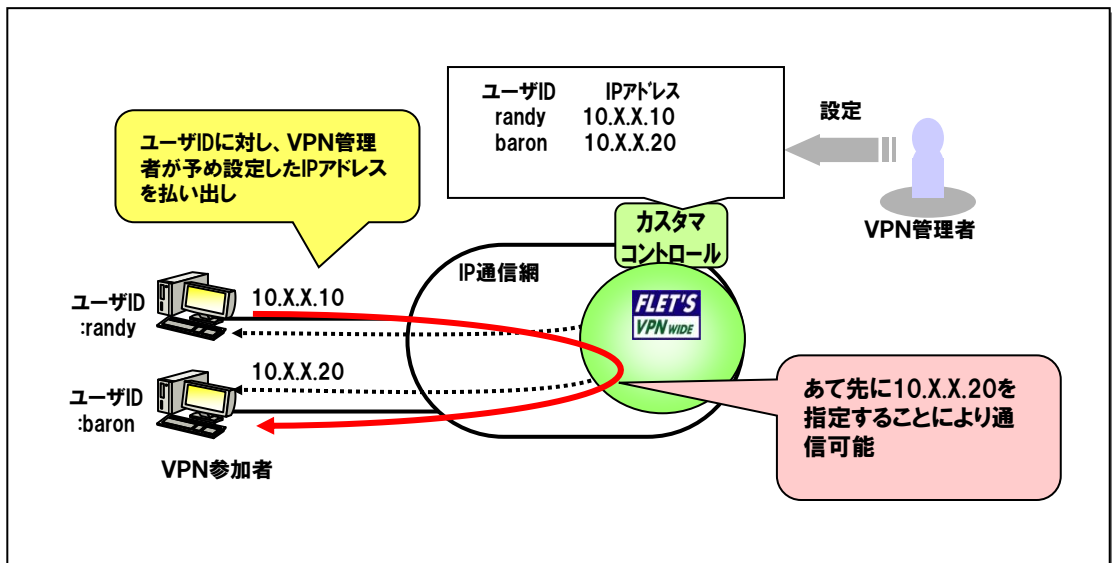 ユーザID IPアドレス
randy 10.X.X.10
baron 10.X.X.20
設定
VPN管理者
ユーザIDに対し、VPN管理
者が予め設定したIPアドレス
を払い出し
カスタマ
コントロール
IP通信網
FLET'S
VPN WIDE
ユーザID
:randy
10.X.X.10
ユーザID
:baron
10.X.X.20
VPN参加者
あて先に10.X.X.20を
指定することにより通
信可能